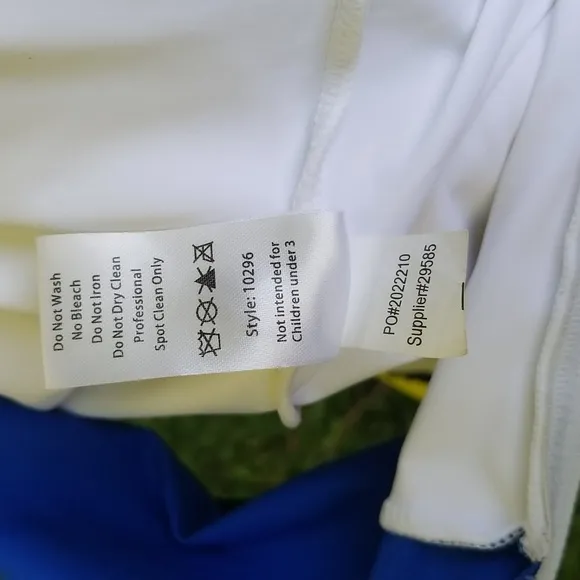 Do Not Wash
No Bleach
Do Not Iron
Do Not Dry Clean
Professional
Spot Clean Only
Style: 10296
Not intended for
Children under 3
PO#2022210
Supplier#29585